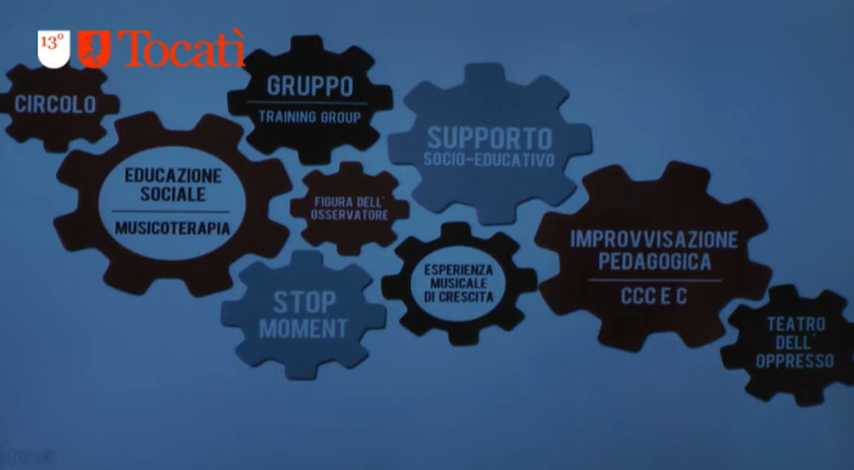 13°
Tocatì
CIRCOLO
GRUPPO
TRAINING GROUP
SUPPORTO
SOCIO-EDUCATIVO
EDUCAZIONE
SOCIALE
MUSICOTERAPIA
FIGURA DELL'
OSSERVATORE
IMPROVVISAZIONE
PEDAGOGICA
CCC E C
ESPERIENZA
MUSICALE
DI CRESCITA
STOP
MOMENT
TEATRO
DELL'
OPPRESSO